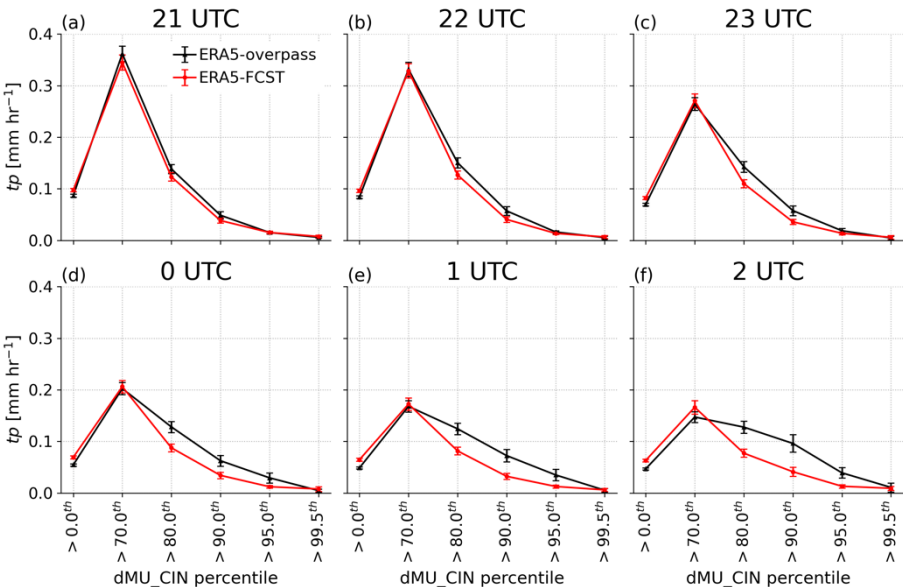 (a) 21 UTC
(b) 22 UTC
(c) 23 UTC
ERA5-overpass
ERA5-FCST
tp [mm hr⁻¹]
0.4
0.3
0.2
0.1
0.0
(d) 0 UTC
(e) 1 UTC
(f) 2 UTC
tp [mm hr⁻¹]
0.4
0.3
0.2
0.1
0.0
> 0.0ᵗʰ
> 70.0ᵗʰ
> 80.0ᵗʰ
> 90.0ᵗʰ
> 95.0ᵗʰ
> 99.5ᵗʰ
> 0.0ᵗʰ
> 70.0ᵗʰ
> 80.0ᵗʰ
> 90.0ᵗʰ
> 95.0ᵗʰ
> 99.5ᵗʰ
> 0.0ᵗʰ
> 70.0ᵗʰ
> 80.0ᵗʰ
> 90.0ᵗʰ
> 95.0ᵗʰ
> 99.5ᵗʰ
dMU_CIN percentile
dMU_CIN percentile
dMU_CIN percentile